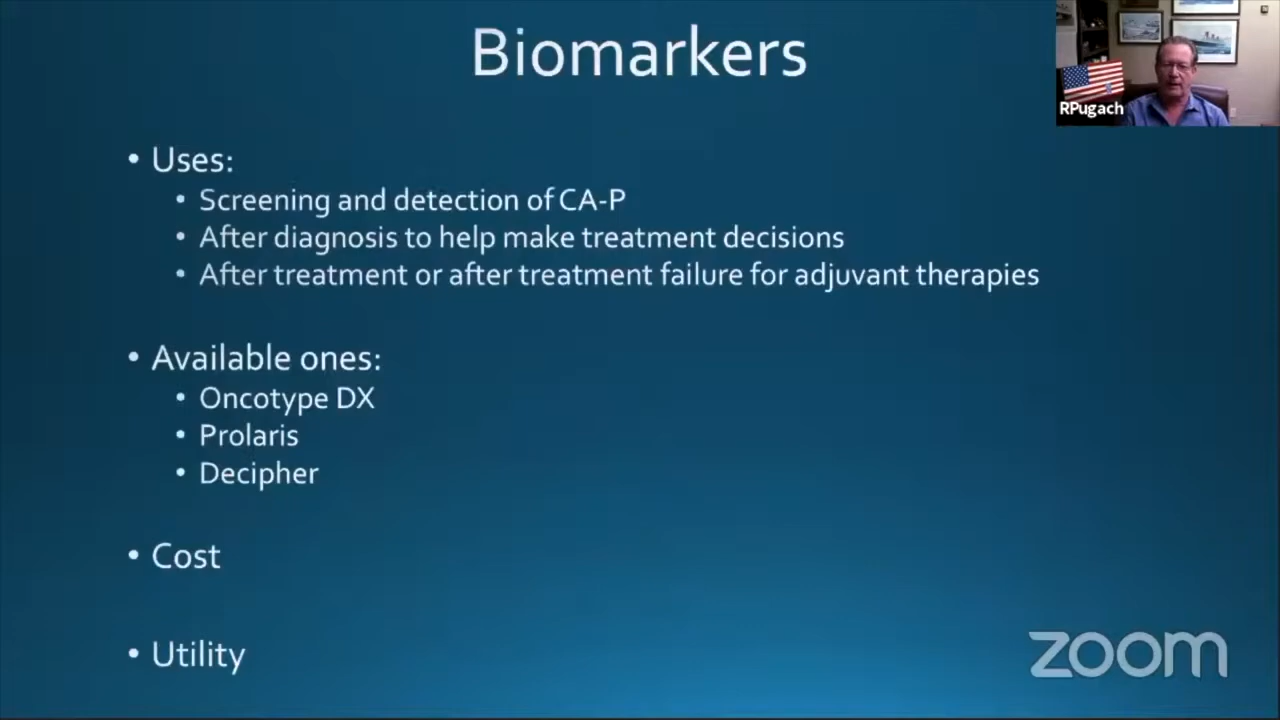 Biomarkers
RPugach
• Uses:
• Screening and detection of CA-P
• After diagnosis to help make treatment decisions
• After treatment or after treatment failure for adjuvant therapies
• Available ones:
• Oncotype DX
• Prolaris
• Decipher
• Cost
• Utility
zoom